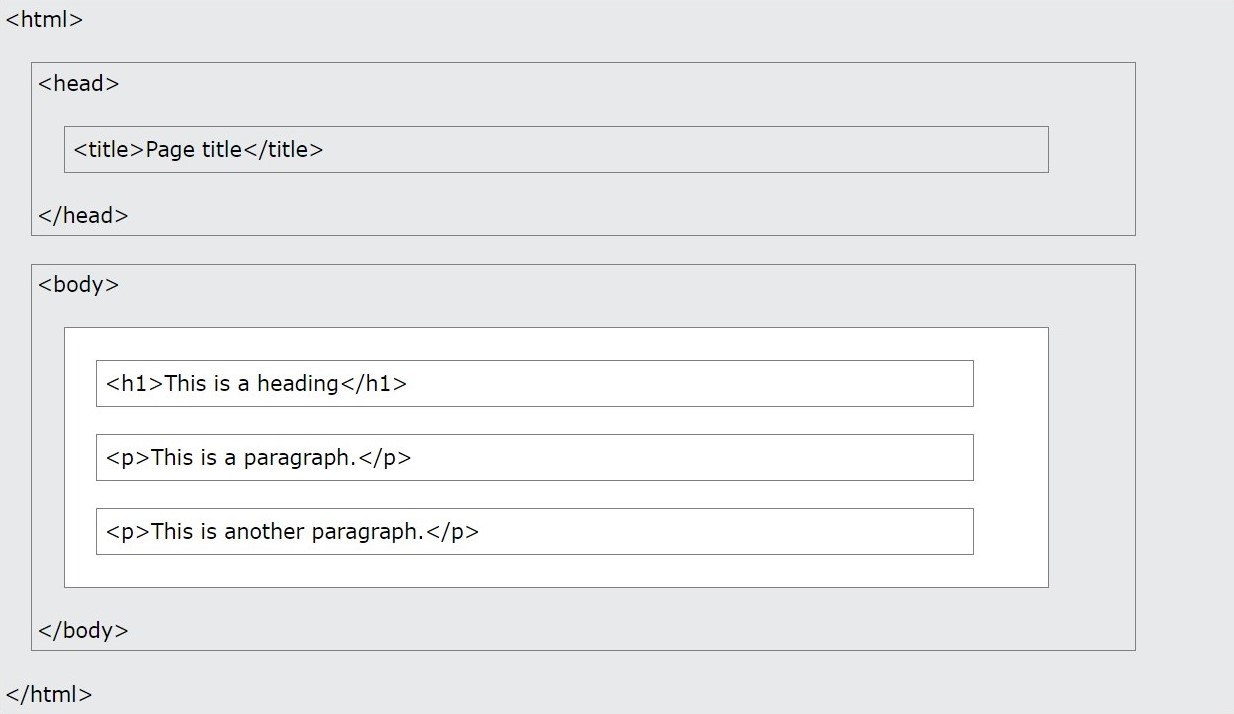 <html>
<head>
<title>Page title</title>
</head>
<body>
<h1>This is a heading</h1>
<p>This is a paragraph.</p>
<p>This is another paragraph.</p>
</body>
</html>